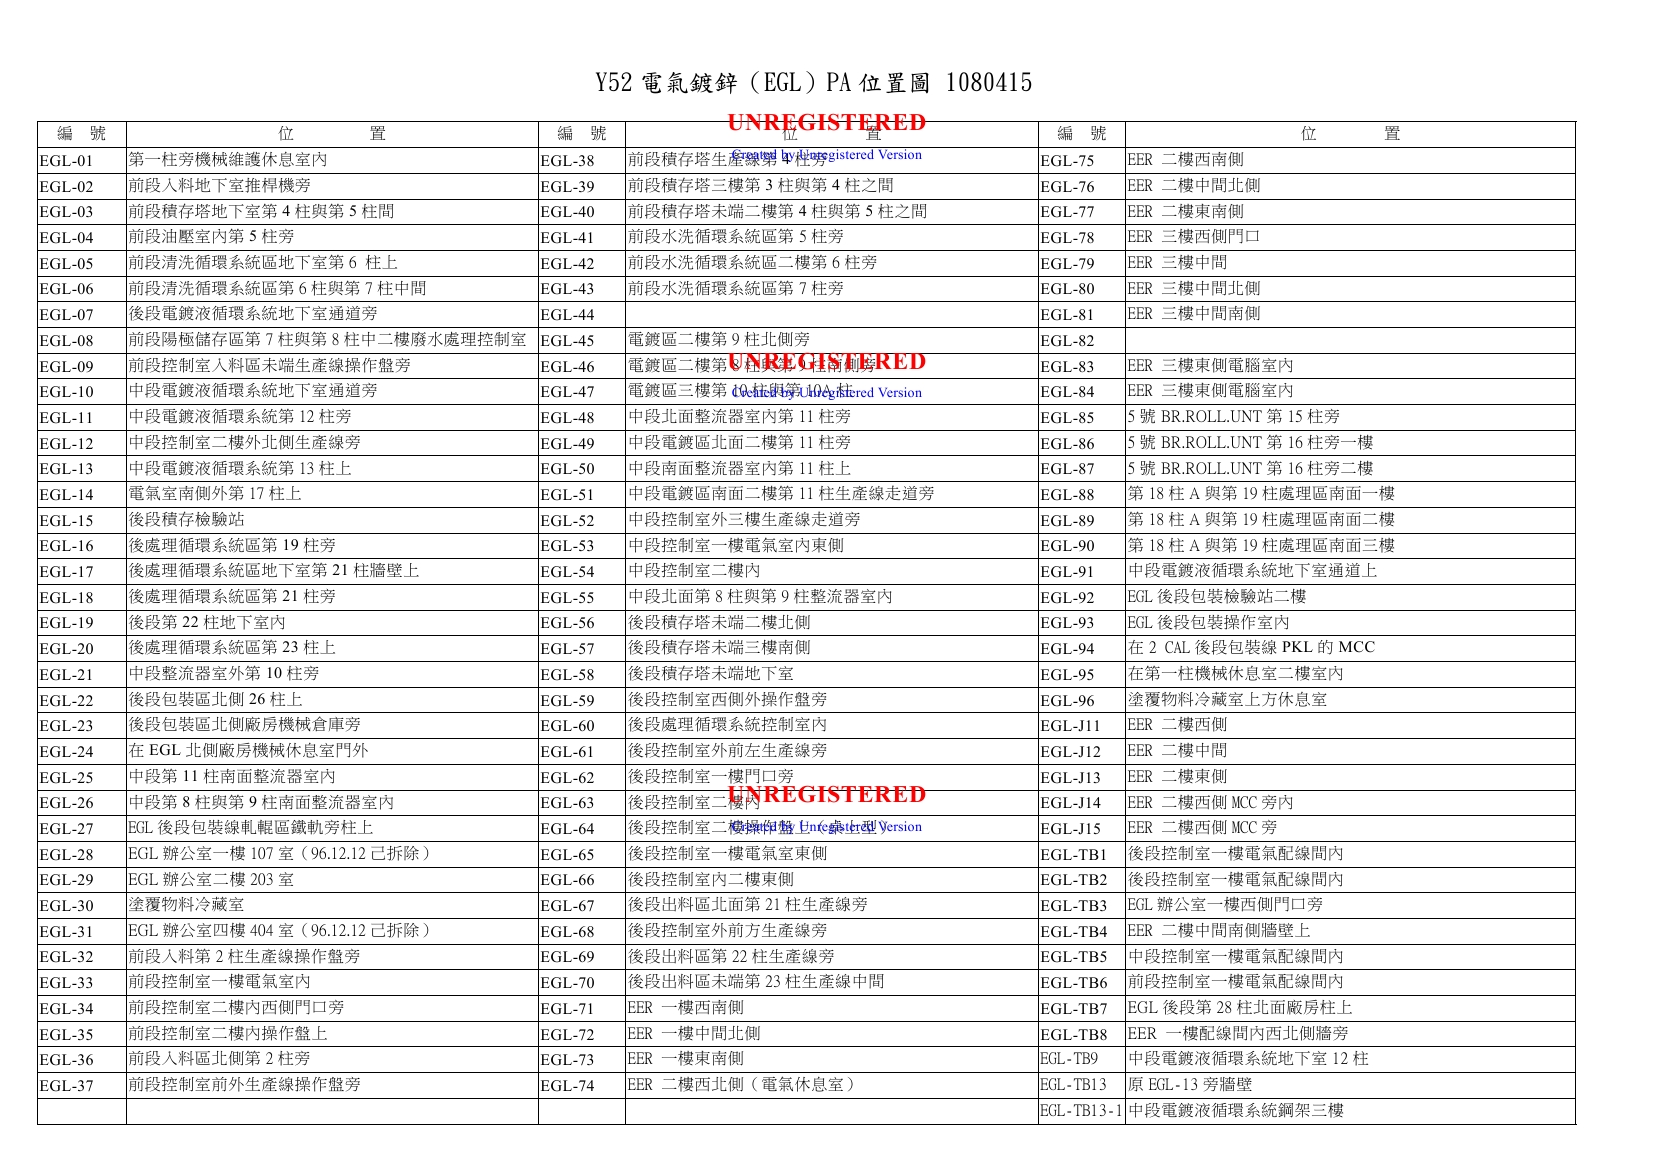 Y52 電氣鍍鋅（EGL）PA 位置圖 1080415
編 號 位 置 編 號 位 置 編 號 位 置
UNREGISTERED
Created by Unregistered Version
EGL-01 第一柱旁機械維護休息室內 EGL-38 前段積存塔生產線第 4 柱旁 EGL-75 EER 二樓西南側
EGL-02 前段入料地下室推桿機旁 EGL-39 前段積存塔三樓第 3 柱與第 4 柱之間 EGL-76 EER 二樓中間北側
EGL-03 前段積存塔地下室第 4 柱與第 5 柱間 EGL-40 前段積存塔未端二樓第 4 柱與第 5 柱之間 EGL-77 EER 二樓東南側
EGL-04 前段油壓室內第 5 柱旁 EGL-41 前段水洗循環系統區第 5 柱旁 EGL-78 EER 三樓西側門口
EGL-05 前段清洗循環系統區地下室第 6 柱上 EGL-42 前段水洗循環系統區二樓第 6 柱旁 EGL-79 EER 三樓中間
EGL-06 前段清洗循環系統區第 6 柱與第 7 柱中間 EGL-43 前段水洗循環系統區第 7 柱旁 EGL-80 EER 三樓中間北側
EGL-07 後段電鍍液循環系統地下室通道旁 EGL-44 EGL-81 EER 三樓中間南側
EGL-08 前段陽極儲存區第 7 柱與第 8 柱中二樓廢水處理控制室 EGL-45 電鍍區二樓第 9 柱北側旁 EGL-82
UNREGISTERED
EGL-09 前段控制室入料區未端生產線操作盤旁 EGL-46 電鍍區二樓第 8 柱與第 9 柱南側旁 EGL-83 EER 三樓東側電腦室內
Created by Unregistered Version
EGL-10 中段電鍍液循環系統地下室通道旁 EGL-47 電鍍區三樓第 10 柱與第 10A 柱 EGL-84 EER 三樓東側電腦室內
EGL-11 中段電鍍液循環系統第 12 柱旁 EGL-48 中段北面整流器室內第 11 柱旁 EGL-85 5 號 BR.ROLL.UNT 第 15 柱旁
EGL-12 中段控制室二樓外北側生產線旁 EGL-49 中段電鍍區北面二樓第 11 柱旁 EGL-86 5 號 BR.ROLL.UNT 第 16 柱旁一樓
EGL-13 中段電鍍液循環系統第 13 柱上 EGL-50 中段南面整流器室內第 11 柱上 EGL-87 5 號 BR.ROLL.UNT 第 16 柱旁二樓
EGL-14 電氣室南側外第 17 柱上 EGL-51 中段電鍍區南面二樓第 11 柱生產線走道旁 EGL-88 第 18 柱 A 與第 19 柱處理區南面一樓
EGL-15 後段積存檢驗站 EGL-52 中段控制室外三樓生產線走道旁 EGL-89 第 18 柱 A 與第 19 柱處理區南面二樓
EGL-16 後處理循環系統區第 19 柱旁 EGL-53 中段控制室一樓電氣室內東側 EGL-90 第 18 柱 A 與第 19 柱處理區南面三樓
EGL-17 後處理循環系統區地下室第 21 柱牆壁上 EGL-54 中段控制室二樓內 EGL-91 中段電鍍液循環系統地下室通道上
EGL-18 後處理循環系統區第 21 柱旁 EGL-55 中段北面第 8 柱與第 9 柱整流器室內 EGL-92 EGL 後段包裝檢驗站二樓
EGL-19 後段第 22 柱地下室內 EGL-56 後段積存塔未端二樓北側 EGL-93 EGL 後段包裝操作室內
EGL-20 後處理循環系統區第 23 柱上 EGL-57 後段積存塔未端三樓南側 EGL-94 在 2 CAL 後段包裝線 PKL 的 MCC
EGL-21 中段整流器室外第 10 柱旁 EGL-58 後段積存塔未端地下室 EGL-95 在第一柱機械休息室二樓室內
EGL-22 後段包裝區北側 26 柱上 EGL-59 後段控制室西側外操作盤旁 EGL-96 塗覆物料冷藏室上方休息室
EGL-23 後段包裝區北側廠房機械倉庫旁 EGL-60 後段處理循環系統控制室內 EGL-J11 EER 二樓西側
EGL-24 在 EGL 北側廠房機械休息室門外 EGL-61 後段控制室外前左生產線旁 EGL-J12 EER 二樓中間
EGL-25 中段第 11 柱南面整流器室內 EGL-62 後段控制室一樓門口旁 EGL-J13 EER 二樓東側
UNREGISTERED
EGL-26 中段第 8 柱與第 9 柱南面整流器室內 EGL-63 後段控制室二樓內 EGL-J14 EER 二樓西側 MCC 旁內
Created by Unregistered Version
EGL-27 EGL 後段包裝線軋輥區鐵軌旁柱上 EGL-64 後段控制室二樓操作盤上（桌上型） EGL-J15 EER 二樓西側 MCC 旁
EGL-28 EGL 辦公室一樓 107 室（96.12.12 己拆除） EGL-65 後段控制室一樓電氣室東側 EGL-TB1 後段控制室一樓電氣配線間內
EGL-29 EGL 辦公室二樓 203 室 EGL-66 後段控制室內二樓東側 EGL-TB2 後段控制室一樓電氣配線間內
EGL-30 塗覆物料冷藏室 EGL-67 後段出料區北面第 21 柱生產線旁 EGL-TB3 EGL 辦公室一樓西側門口旁
EGL-31 EGL 辦公室四樓 404 室（96.12.12 己拆除） EGL-68 後段控制室外前方生產線旁 EGL-TB4 EER 二樓中間南側牆壁上
EGL-32 前段入料第 2 柱生產線操作盤旁 EGL-69 後段出料區第 22 柱生產線旁 EGL-TB5 中段控制室一樓電氣配線間內
EGL-33 前段控制室一樓電氣室內 EGL-70 後段出料區未端第 23 柱生產線中間 EGL-TB6 前段控制室一樓電氣配線間內
EGL-34 前段控制室二樓內西側門口旁 EGL-71 EER 一樓西南側 EGL-TB7 EGL 後段第 28 柱北面廠房柱上
EGL-35 前段控制室二樓內操作盤上 EGL-72 EER 一樓中間北側 EGL-TB8 EER 一樓配線間內西北側牆旁
EGL-36 前段入料區北側第 2 柱旁 EGL-73 EER 一樓東南側 EGL-TB9 中段電鍍液循環系統地下室 12 柱
EGL-37 前段控制室前外生產線操作盤旁 EGL-74 EER 二樓西北側（電氣休息室） EGL-TB13 原 EGL-13 旁牆壁
EGL-TB13-1 中段電鍍液循環系統鋼架三樓